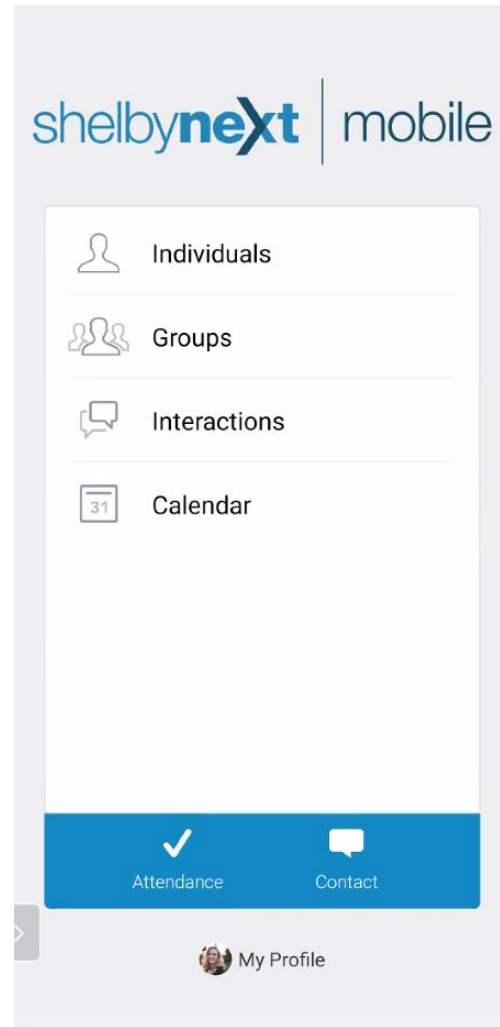 shelbynext | mobile
Individuals
Groups
Interactions
31
Calendar
Attendance
Contact
My Profile